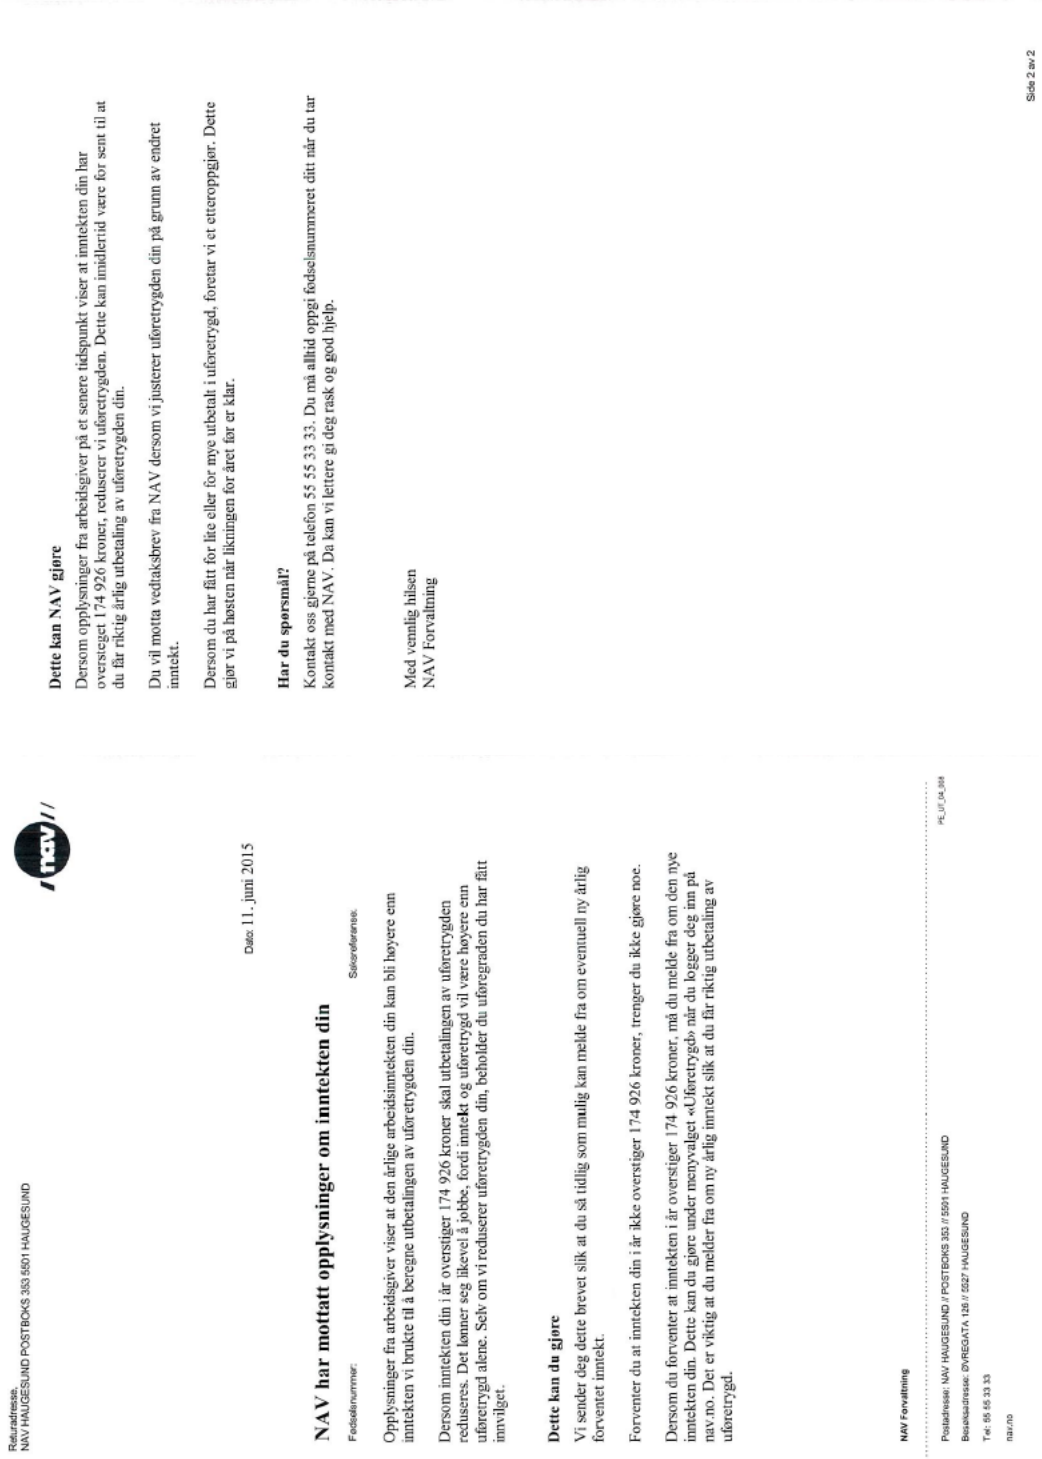 Returadresse,
NAV HAUGESUND POSTBOKS 353 5501 HAUGESUND
nav
Dato: 11. juni 2015
NAV har mottatt opplysninger om inntekten din
Fødselsnummer: Saksreferanse:
Opplysninger fra arbeidsgiver viser at den årlige arbeidsinntekten din kan bli høyere enn
inntekten vi brukte til å beregne utbetalingen av uføretrygden din.
Dersom inntekten din i år overstiger 174 926 kroner skal utbetalingen av uføretrygden
reduseres. Det lønner seg likevel å jobbe, fordi inntekt og uføretrygd vil være høyere enn
uføretrygd alene. Selv om vi reduserer uføretrygden din, beholder du uføregraden du har fått
innvilget.
Dette kan du gjøre
Vi sender deg dette brevet slik at du så tidlig som mulig kan melde fra om eventuell ny årlig
forventet inntekt.
Forventer du at inntekten din i år ikke overstiger 174 926 kroner, trenger du ikke gjøre noe.
Dersom du forventer at inntekten i år overstiger 174 926 kroner, må du melde fra om den nye
inntekten din. Dette kan du gjøre under menyvalget «Uføretrygd» når du logger deg inn på
nav.no. Det er viktig at du melder fra om ny årlig inntekt slik at du får riktig utbetaling av
uføretrygd.
NAV Forvaltning
PE_UT_04_008
Postadresse: NAV HAUGESUND // POSTBOKS 353 // 5501 HAUGESUND
Besøksadresse: ØVREGATA 126 // 5527 HAUGESUND
Tel: 55 55 33 33
nav.no
Dette kan NAV gjøre
Dersom opplysninger fra arbeidsgiver på et senere tidspunkt viser at inntekten din har
oversteget 174 926 kroner, reduserer vi uføretrygden. Dette kan imidlertid være for sent til at
du får riktig årlig utbetaling av uføretrygden din.
Du vil motta vedtaksbrev fra NAV dersom vi justerer uføretrygden din på grunn av endret
inntekt.
Dersom du har fått for lite eller for mye utbetalt i uføretrygd, foretar vi et etteroppgjør. Dette
gjør vi på høsten når likningen for året før er klar.
Har du spørsmål?
Kontakt oss gjerne på telefon 55 55 33 33. Du må alltid oppgi fødselsnummeret ditt når du tar
kontakt med NAV. Da kan vi lettere gi deg rask og god hjelp.
Med vennlig hilsen
NAV Forvaltning
Side 2 av 2